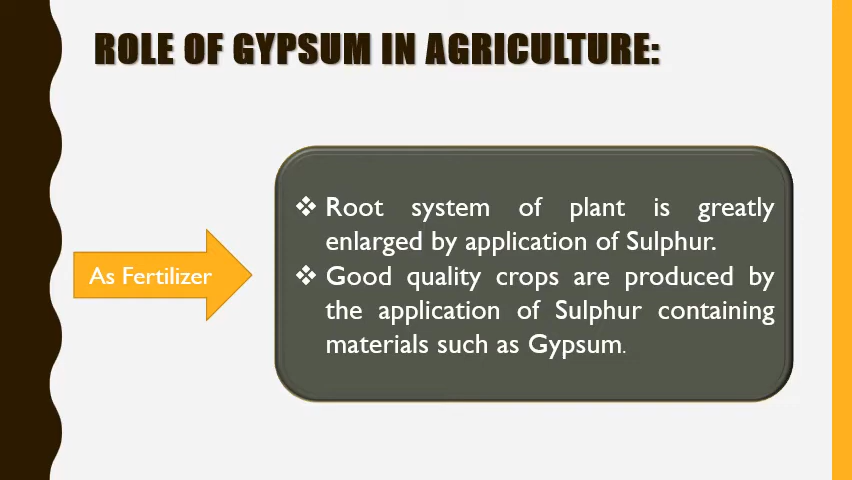 ROLE OF GYPSUM IN AGRICULTURE:
As Fertilizer
❖ Root system of plant is greatly
enlarged by application of Sulphur.
❖ Good quality crops are produced by
the application of Sulphur containing
materials such as Gypsum.